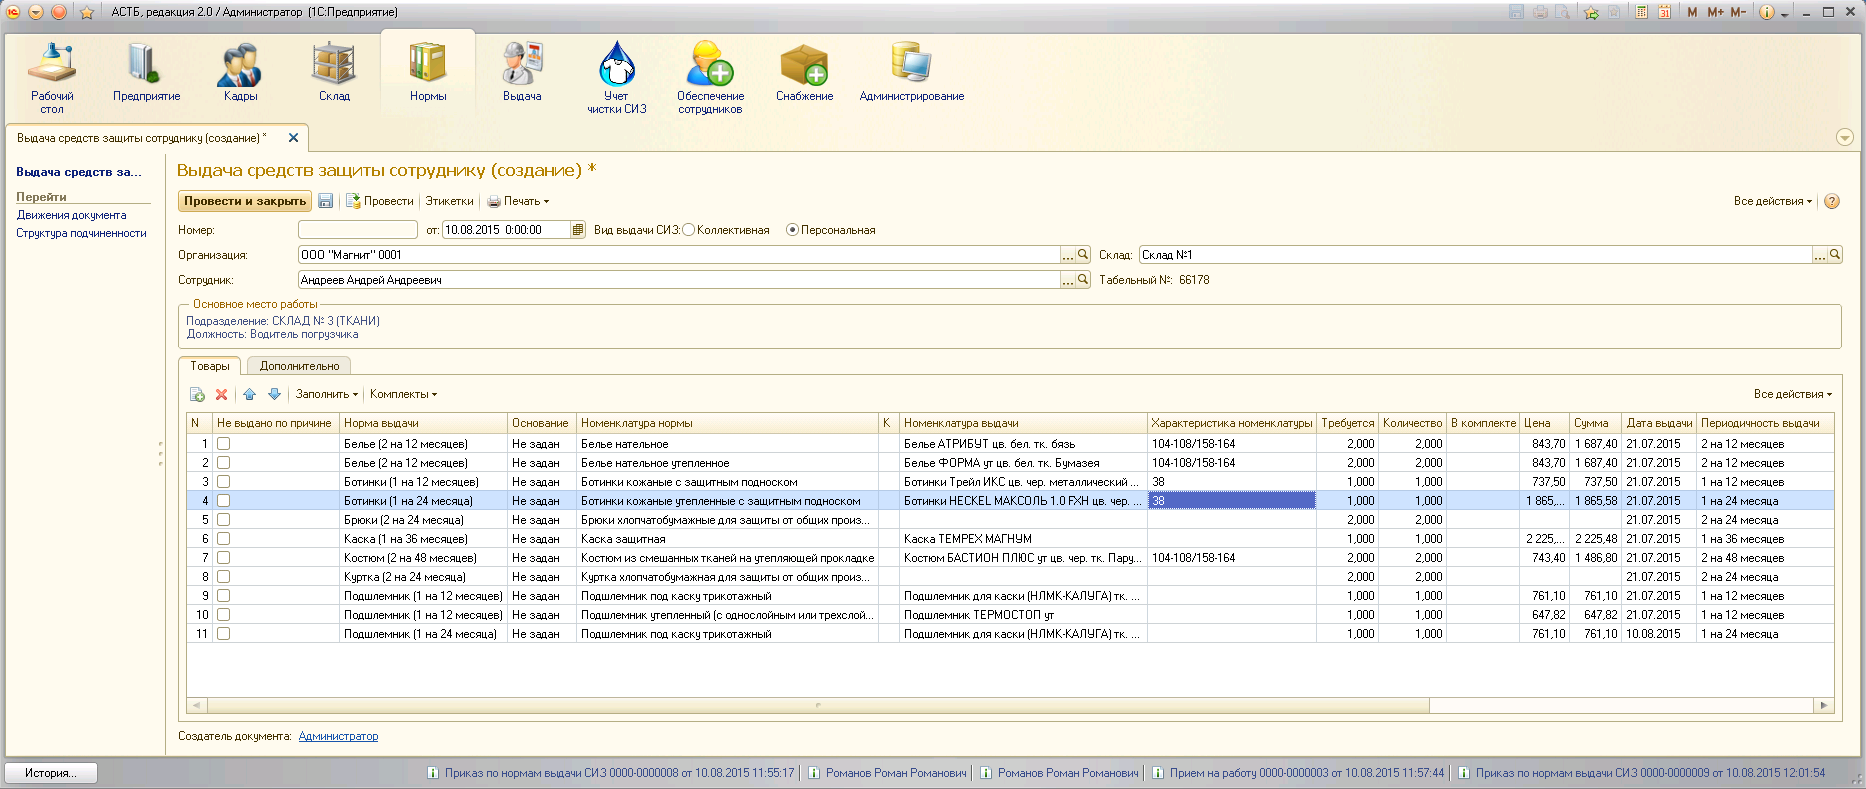 АСТБ, редакция 2.0 / Администратор (1С:Предприятие)
M M+ M-
Рабочий стол
Предприятие
Кадры
Склад
Нормы
Выдача
Учет чистки СИЗ
Обеспечение сотрудников
Снабжение
Администрирование
Выдача средств защиты сотруднику (создание) *
Выдача средств за...
Перейти
Движения документа
Структура подчиненности
Выдача средств защиты сотруднику (создание) *
Провести и закрыть Провести Этикетки Печать Все действия
Номер: от: 10.08.2015 0:00:00 Вид выдачи СИЗ: Коллективная Персональная
Организация: ООО "Магнит" 0001 Склад: Склад №1
Сотрудник: Андреев Андрей Андреевич Табельный №: 66178
Основное место работы
Подразделение: СКЛАД № 3 (ТКАНИ)
Должность: Водитель погрузчика
Товары Дополнительно
Заполнить Комплекты Все действия
N Не выдано по причине Норма выдачи Основание Номенклатура нормы К Номенклатура выдачи Характеристика номенклатуры Требуется Количество В комплекте Цена Сумма Дата выдачи Периодичность выдачи
1 Белье (2 на 12 месяцев) Не задан Белье нательное Белье АТРИБУТ цв. бел. тк. бязь 104-108/158-164 2,000 2,000 843,70 1 687,40 21.07.2015 2 на 12 месяцев
2 Белье (2 на 12 месяцев) Не задан Белье нательное утепленное Белье ФОРМА ут цв. бел. тк. Бумазея 104-108/158-164 2,000 2,000 843,70 1 687,40 21.07.2015 2 на 12 месяцев
3 Ботинки (1 на 12 месяцев) Не задан Ботинки кожаные с защитным подноском Ботинки Трейл ИКС цв. чер. металлический ... 38 1,000 1,000 737,50 737,50 21.07.2015 1 на 12 месяцев
4 Ботинки (1 на 24 месяца) Не задан Ботинки кожаные утепленные с защитным подноском Ботинки HECKEL МАКСОЛЬ 1.0 FXH цв. чер. ... 38 1,000 1,000 1 865,... 1 865,58 21.07.2015 1 на 24 месяца
5 Брюки (2 на 24 месяца) Не задан Брюки хлопчатобумажные для защиты от общих произ... 2,000 2,000 21.07.2015 2 на 24 месяца
6 Каска (1 на 36 месяцев) Не задан Каска защитная Каска ТЕМРЕХ МАГНУМ 1,000 1,000 2 225,... 2 225,48 21.07.2015 1 на 36 месяцев
7 Костюм (2 на 48 месяцев) Не задан Костюм из смешанных тканей на утепляющей прокладке Костюм БАСТИОН ПЛЮС ут цв. чер. тк. Пару... 104-108/158-164 2,000 2,000 743,40 1 486,80 21.07.2015 2 на 48 месяцев
8 Куртка (2 на 24 месяца) Не задан Куртка хлопчатобумажная для защиты от общих произ... 2,000 2,000 21.07.2015 2 на 24 месяца
9 Подшлемник (1 на 12 месяцев) Не задан Подшлемник под каску трикотажный Подшлемник для каски (НЛМК-КАЛУГА) тк. ... 1,000 1,000 761,10 761,10 21.07.2015 1 на 12 месяцев
10 Подшлемник (1 на 12 месяцев) Не задан Подшлемник утепленный (с однослойным или трехслой... Подшлемник ТЕРМОСТОП ут 1,000 1,000 647,82 647,82 21.07.2015 1 на 12 месяцев
11 Подшлемник (1 на 24 месяца) Не задан Подшлемник под каску трикотажный Подшлемник для каски (НЛМК-КАЛУГА) тк. ... 1,000 1,000 761,10 761,10 10.08.2015 1 на 24 месяца
Создатель документа: Администратор
История... Приказ по нормам выдачи СИЗ 0000-0000008 от 10.08.2015 11:55:17 Романов Роман Романович Романов Роман Романович Прием на работу 0000-0000003 от 10.08.2015 11:57:44 Приказ по нормам выдачи СИЗ 0000-0000009 от 10.08.2015 12:01:54